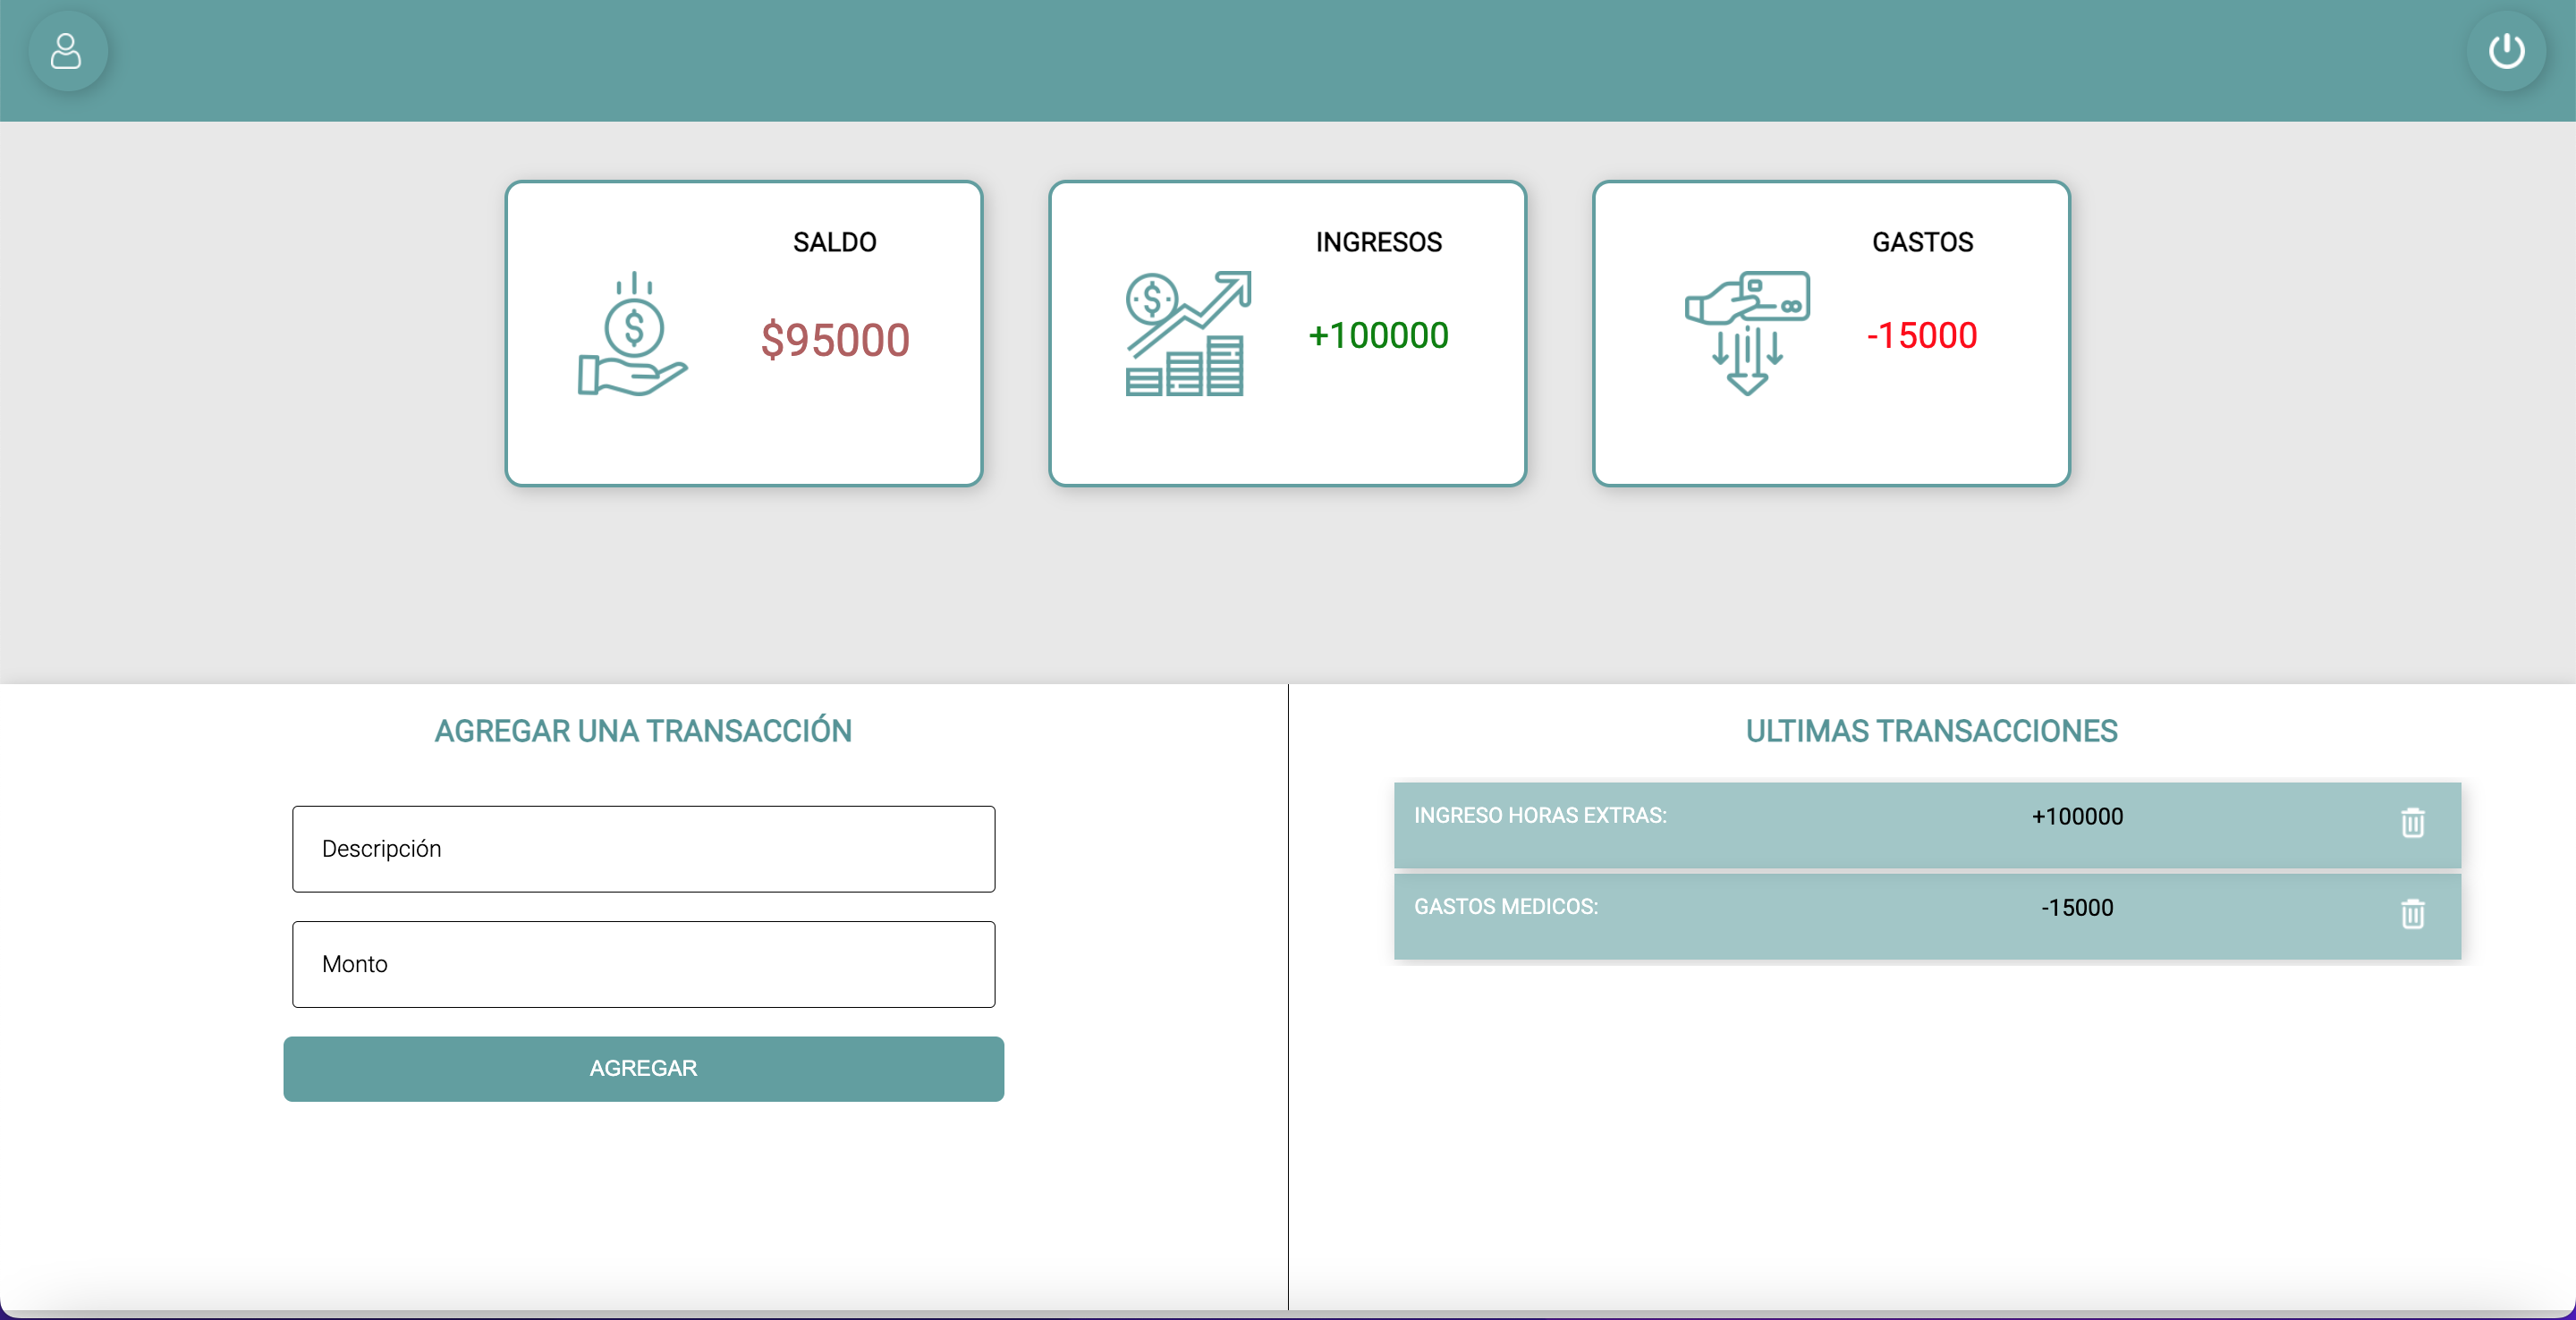 SALDO
$95000
INGRESOS
+100000
GASTOS
-15000
AGREGAR UNA TRANSACCIÓN
Descripción
Monto
AGREGAR
ULTIMAS TRANSACCIONES
INGRESO HORAS EXTRAS: +100000
GASTOS MEDICOS: -15000